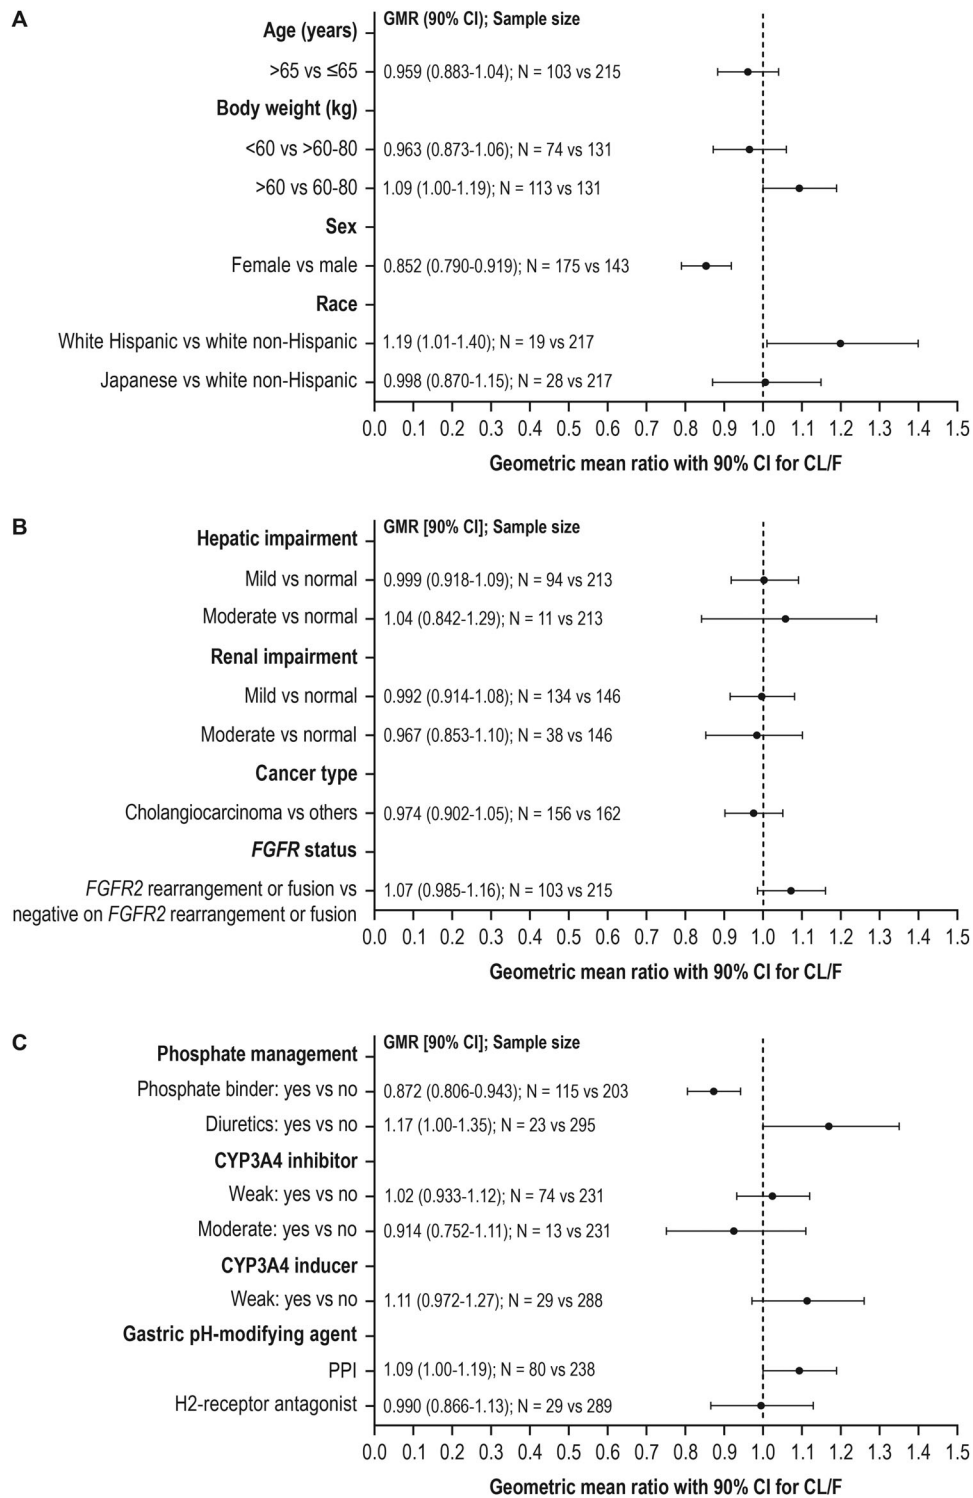 A
GMR (90% CI); Sample size
Age (years)
>65 vs ≤65 0.959 (0.883-1.04); N = 103 vs 215
Body weight (kg)
<60 vs >60-80 0.963 (0.873-1.06); N = 74 vs 131
>60 vs 60-80 1.09 (1.00-1.19); N = 113 vs 131
Sex
Female vs male 0.852 (0.790-0.919); N = 175 vs 143
Race
White Hispanic vs white non-Hispanic 1.19 (1.01-1.40); N = 19 vs 217
Japanese vs white non-Hispanic 0.998 (0.870-1.15); N = 28 vs 217
0.0 0.1 0.2 0.3 0.4 0.5 0.6 0.7 0.8 0.9 1.0 1.1 1.2 1.3 1.4 1.5
Geometric mean ratio with 90% CI for CL/F
B
GMR [90% CI]; Sample size
Hepatic impairment
Mild vs normal 0.999 (0.918-1.09); N = 94 vs 213
Moderate vs normal 1.04 (0.842-1.29); N = 11 vs 213
Renal impairment
Mild vs normal 0.992 (0.914-1.08); N = 134 vs 146
Moderate vs normal 0.967 (0.853-1.10); N = 38 vs 146
Cancer type
Cholangiocarcinoma vs others 0.974 (0.902-1.05); N = 156 vs 162
FGFR status
FGFR2 rearrangement or fusion vs 1.07 (0.985-1.16); N = 103 vs 215
negative on FGFR2 rearrangement or fusion
0.0 0.1 0.2 0.3 0.4 0.5 0.6 0.7 0.8 0.9 1.0 1.1 1.2 1.3 1.4 1.5
Geometric mean ratio with 90% CI for CL/F
C
GMR [90% CI]; Sample size
Phosphate management
Phosphate binder: yes vs no 0.872 (0.806-0.943); N = 115 vs 203
Diuretics: yes vs no 1.17 (1.00-1.35); N = 23 vs 295
CYP3A4 inhibitor
Weak: yes vs no 1.02 (0.933-1.12); N = 74 vs 231
Moderate: yes vs no 0.914 (0.752-1.11); N = 13 vs 231
CYP3A4 inducer
Weak: yes vs no 1.11 (0.972-1.27); N = 29 vs 288
Gastric pH-modifying agent
PPI 1.09 (1.00-1.19); N = 80 vs 238
H2-receptor antagonist 0.990 (0.866-1.13); N = 29 vs 289
0.0 0.1 0.2 0.3 0.4 0.5 0.6 0.7 0.8 0.9 1.0 1.1 1.2 1.3 1.4 1.5
Geometric mean ratio with 90% CI for CL/F